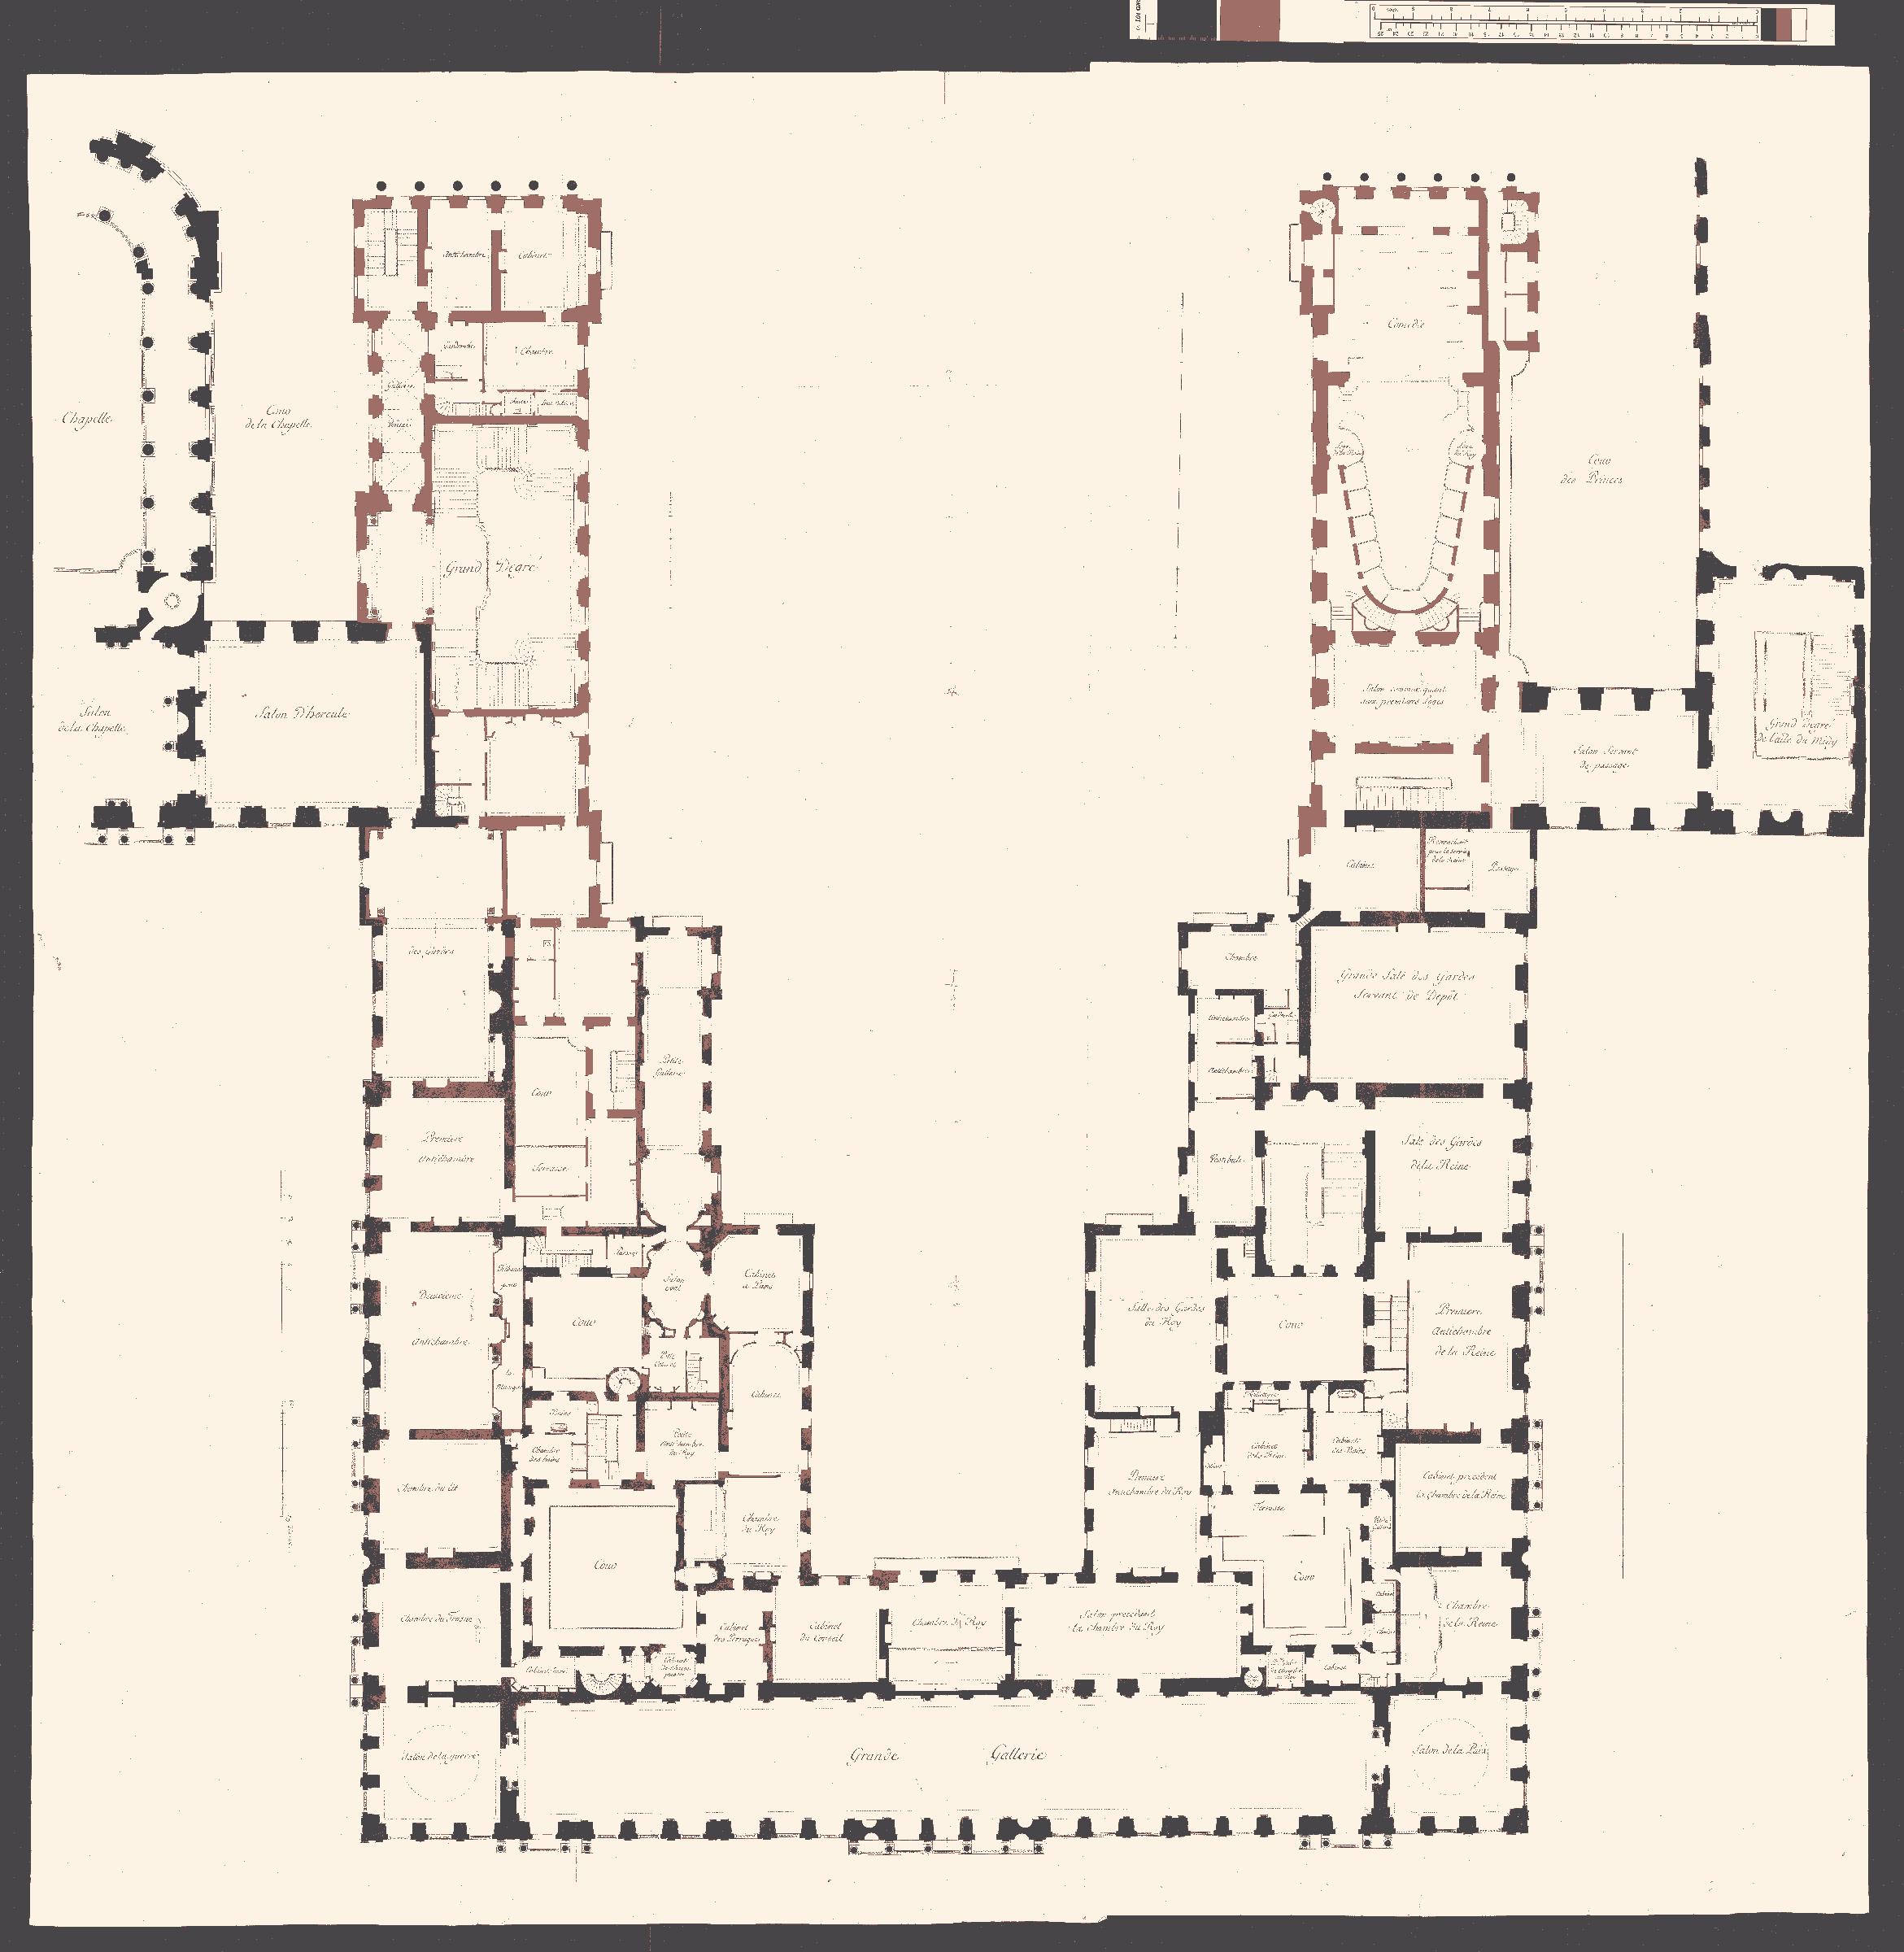 Antichambre
Cabinet
Comedie
Garderobe
Chambre
Gallerie
Chapelle
Cour
de la Chapelle
Cour
des Princes
Grand Degré
Salon D'hercule
Salon
de la Chapelle
Salon
aux premieres Loges
Grand Degré
de l'aile du Midy
Salon Servant
de passage
Cabinet
Passage
des Gardes
Chambre
Grande Salle des Gardes
Servant de Depôt
Antichambre
Petite
Gallerie
Antichambre
Cour
Premiere
Antichambre
Salle des Gardes
de la Reine
Vestibule
Terrasse
Passage
Salon
oval
Cabinet
a Pans
Deuxieme
Antichambre
Cour
Salle des Gardes
du Roy
Cour
Premiere
Antichambre
de la Reine
Cabinet
Bains
Chambre
des bains
Petite
Antichambre
du Roy
Cabinet
de la Reine
Cabinet
des Bains
Chambre du Lit
Premiere
Antichambre du Roy
Cabinet precedent
la chambre de la Reine
Terrasse
Chambre
du Roy
Cour
Cour
Chambre du Trosne
Cabinet
des Perruques
Cabinet
du Conseil
Chambre du Roy
Salon precedent
la Chambre du Roy
Chambre
de la Reine
Cabinet
Salon de la guerre
Grande Gallerie
Salon de la Paix